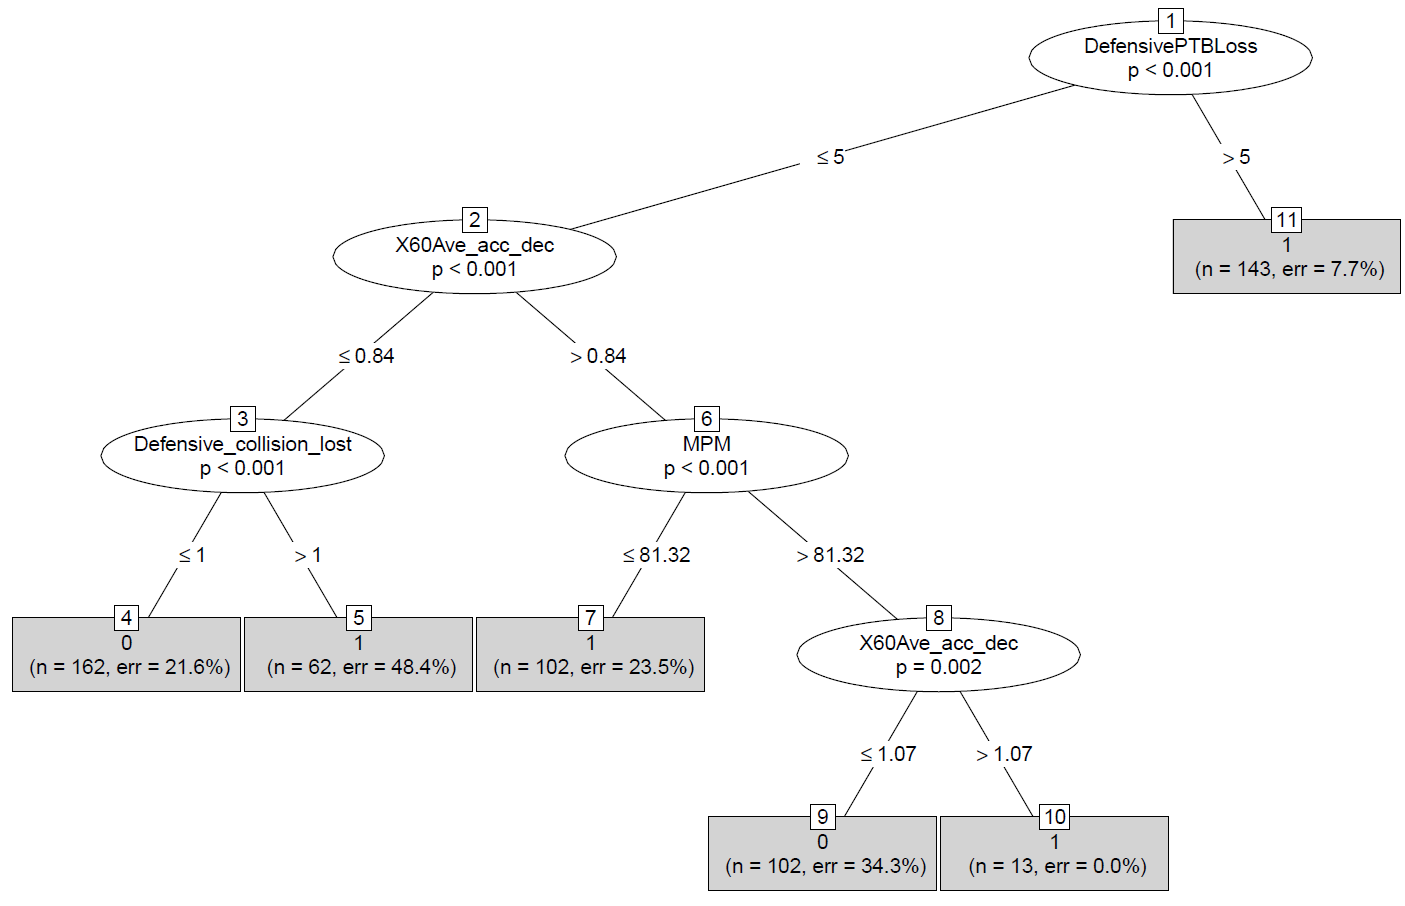 1
DefensivePTBLoss
p < 0.001
≤ 5
> 5
2
X60Ave_acc_dec
p < 0.001
11
1
(n = 143, err = 7.7%)
≤ 0.84
> 0.84
3
Defensive_collision_lost
p < 0.001
6
MPM
p < 0.001
≤ 1
> 1
≤ 81.32
> 81.32
4
0
(n = 162, err = 21.6%)
5
1
(n = 62, err = 48.4%)
7
1
(n = 102, err = 23.5%)
8
X60Ave_acc_dec
p = 0.002
≤ 1.07
> 1.07
9
0
(n = 102, err = 34.3%)
10
1
(n = 13, err = 0.0%)